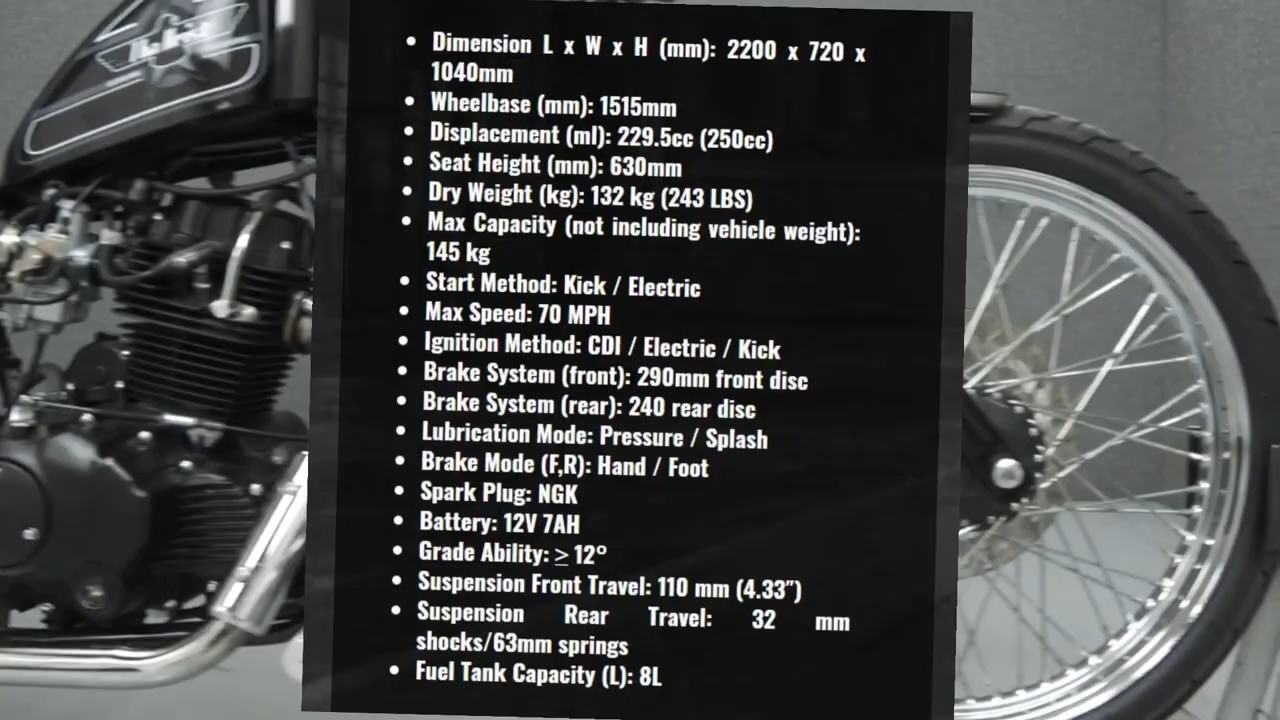 Dimension L x W x H (mm): 2200 x 720 x
1040mm
Wheelbase (mm): 1515mm
Displacement (ml): 229.5cc (250cc)
Seat Height (mm): 630mm
Dry Weight (kg): 132 kg (243 LBS)
Max Capacity (not including vehicle weight):
145 kg
Start Method: Kick / Electric
Max Speed: 70 MPH
Ignition Method: CDI / Electric / Kick
Brake System (front): 290mm front disc
Brake System (rear): 240 rear disc
Lubrication Mode: Pressure / Splash
Brake Mode (F,R): Hand / Foot
Spark Plug: NGK
Battery: 12V 7AH
Grade Ability: ≥ 12º
Suspension Front Travel: 110 mm (4.33″)
Suspension Rear Travel: 32 mm
shocks/63mm springs
Fuel Tank Capacity (L): 8L